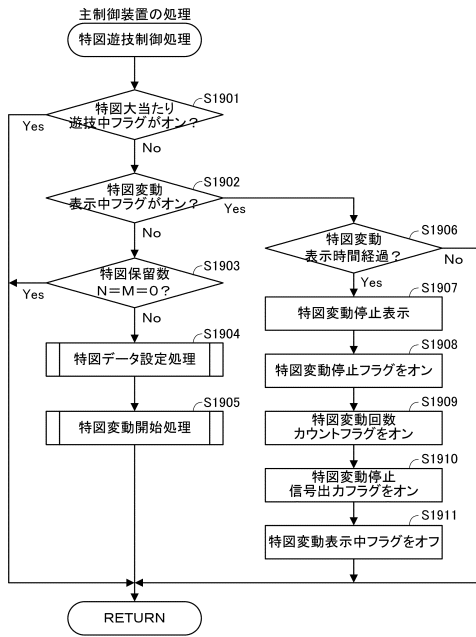 主制御装置の処理
特図遊技制御処理
S1901
特図大当たり
遊技中フラグがオン?
Yes
No
S1902
特図変動
表示中フラグがオン?
Yes
No
S1903
特図保留数
N=M=0?
Yes
No
S1904
特図データ設定処理
S1905
特図変動開始処理
S1906
特図変動
表示時間経過?
No
Yes
S1907
特図変動停止表示
S1908
特図変動停止フラグをオン
S1909
特図変動回数
カウントフラグをオン
S1910
特図変動停止
信号出力フラグをオン
S1911
特図変動表示中フラグをオフ
RETURN